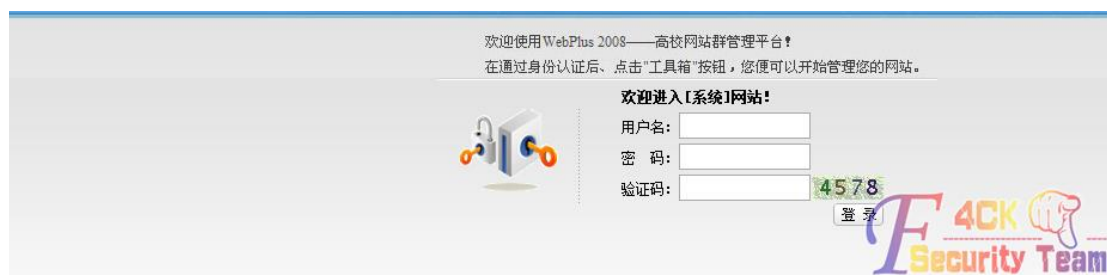 欢迎使用WebPlus 2008——高校网站群管理平台!
在通过身份认证后、点击"工具箱"按钮，您便可以开始管理您的网站。
欢迎进入[系统]网站!
用户名:
密 码:
验证码: 4578
登 录
F4CK
Security Team